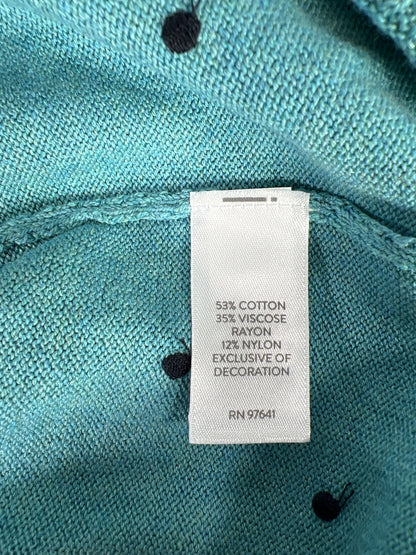 53% COTTON
35% VISCOSE
RAYON
12% NYLON
EXCLUSIVE OF
DECORATION
RN 97641